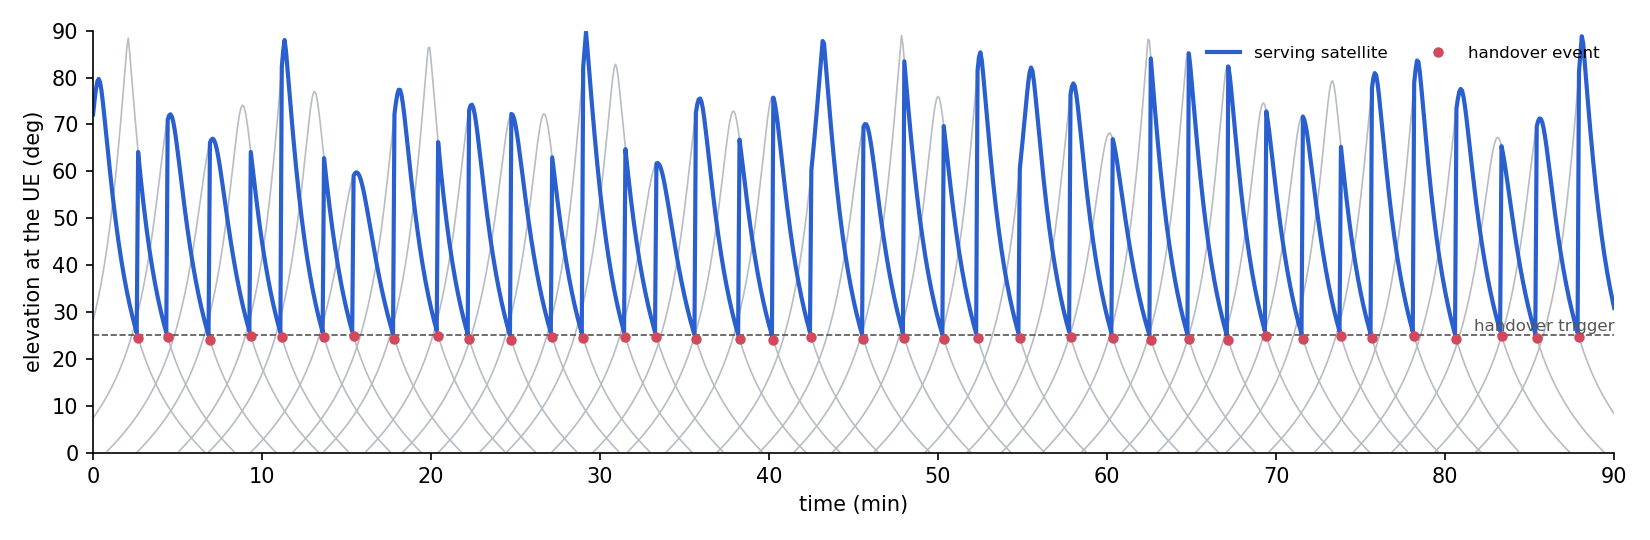 elevation at the UE (deg)
90
80
70
60
50
40
30
20
10
0
serving satellite
handover event
handover trigger
0 10 20 30 40 50 60 70 80 90
time (min)